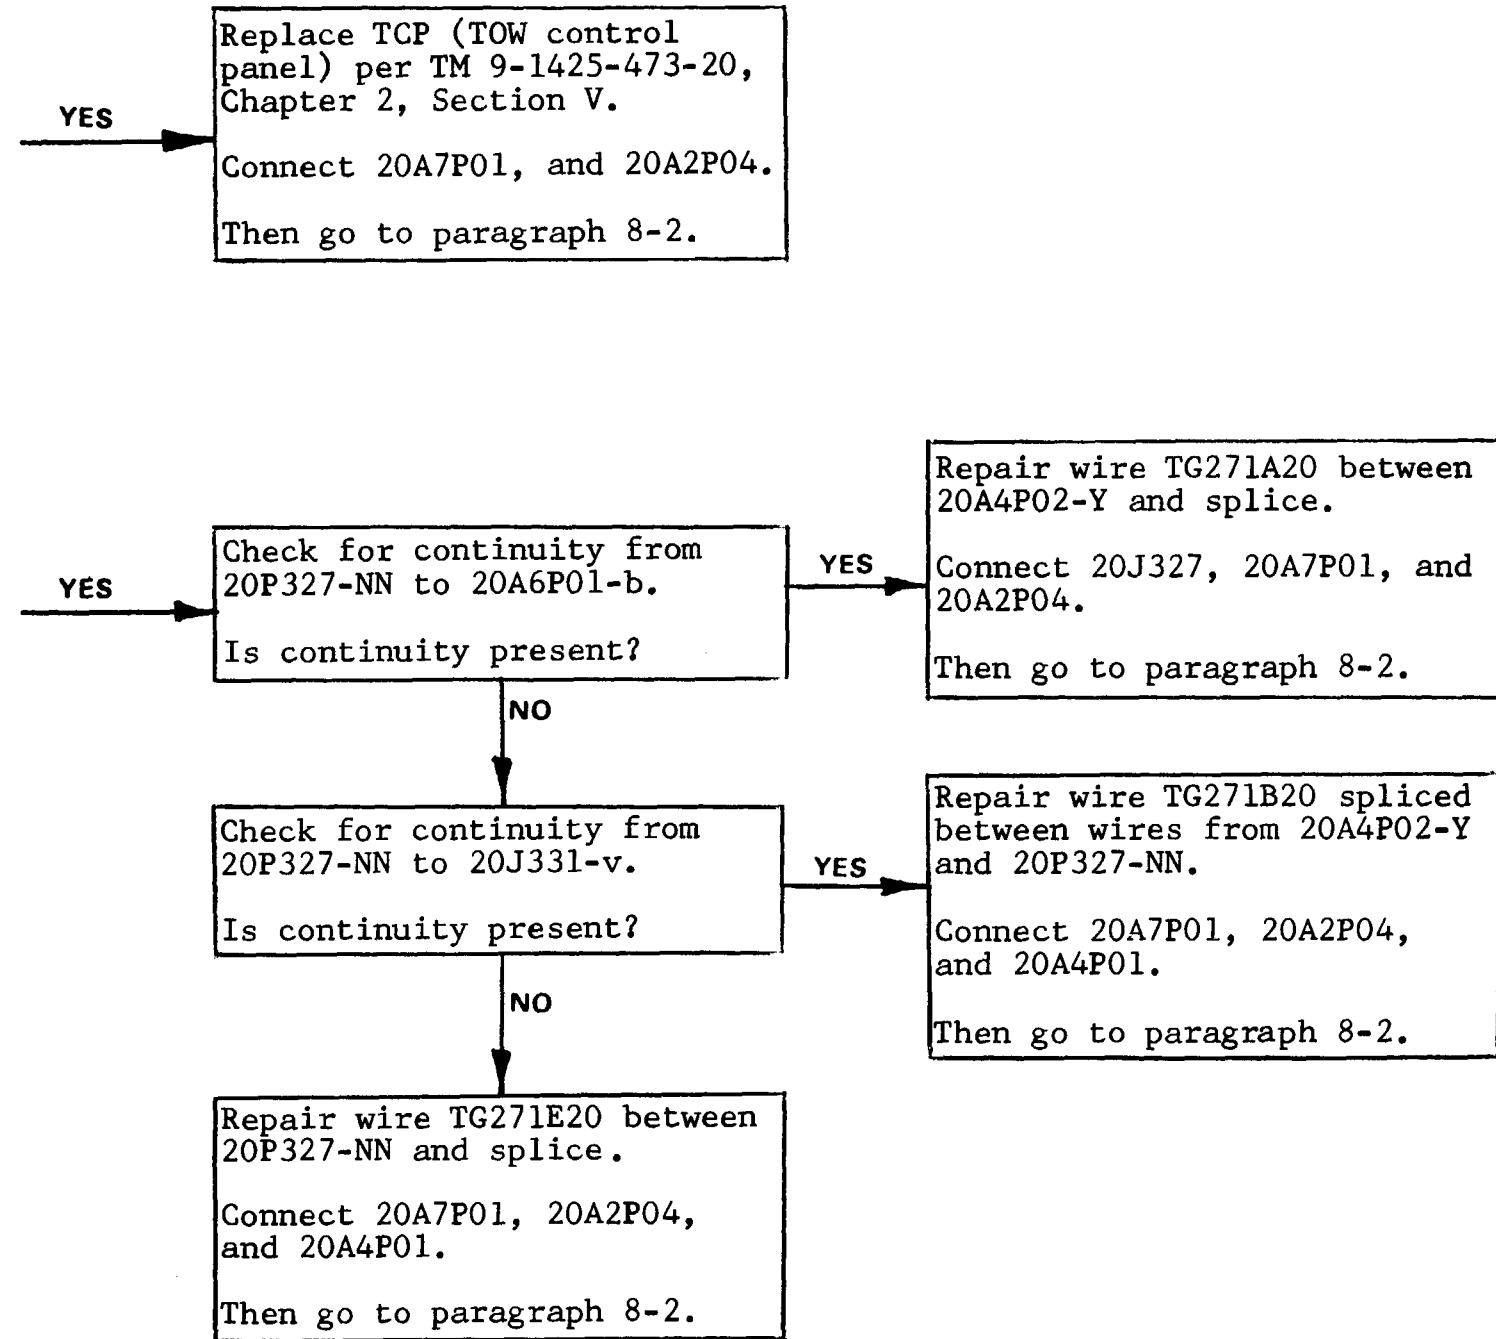 Replace TCP (TOW control
panel) per TM 9-1425-473-20,
Chapter 2, Section V.
YES
Connect 20A7P01, and 20A2P04.
Then go to paragraph 8-2.
YES
Check for continuity from
20P327-NN to 20A6P01-b.
Is continuity present?
YES
Repair wire TG271A20 between
20A4P02-Y and splice.
Connect 20J327, 20A7P01, and
20A2P04.
Then go to paragraph 8-2.
NO
Check for continuity from
20P327-NN to 20J331-v.
Is continuity present?
YES
Repair wire TG271B20 spliced
between wires from 20A4P02-Y
and 20P327-NN.
Connect 20A7P01, 20A2P04,
and 20A4P01.
Then go to paragraph 8-2.
NO
Repair wire TG271E20 between
20P327-NN and splice.
Connect 20A7P01, 20A2P04,
and 20A4P01.
Then go to paragraph 8-2.